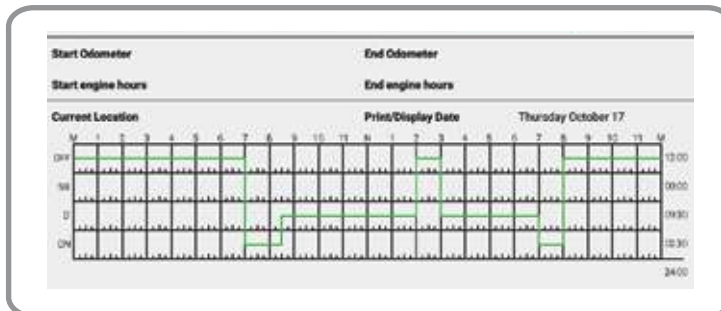 Start Odometer End Odometer
Start engine hours End engine hours
Current Location Print/Display Date Thursday October 17
M 1 2 3 4 5 6 7 8 9 10 11 N 1 2 3 4 5 6 7 8 9 10 11 M
OFF 12:00
SB 00:00
D 09:30
ON 02:30
24:00